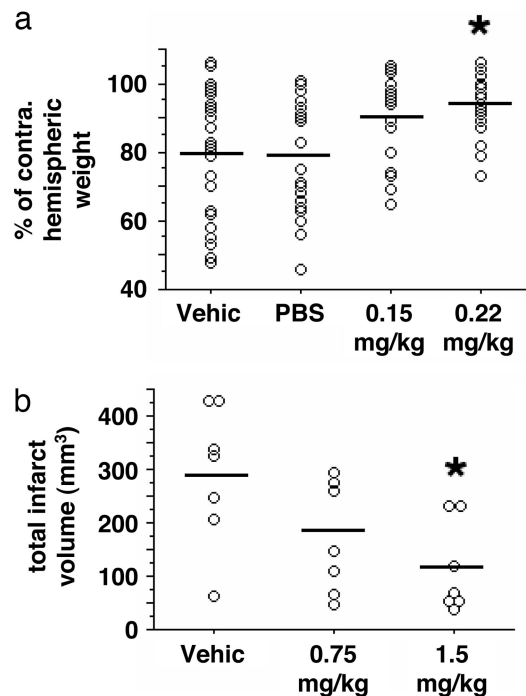 a
% of contra.
hemispheric
weight
100
80
60
40
Vehic PBS 0.15 0.22
mg/kg mg/kg
b
total infarct
volume (mm³)
400
300
200
100
0
Vehic 0.75 1.5
mg/kg mg/kg